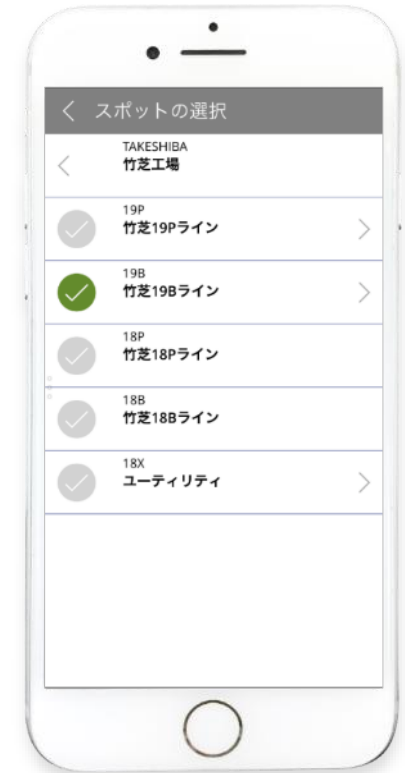 スポットの選択
TAKESHIBA
竹芝工場
19P
竹芝19Pライン
19B
竹芝19Bライン
18P
竹芝18Pライン
18B
竹芝18Bライン
18X
ユーティリティ